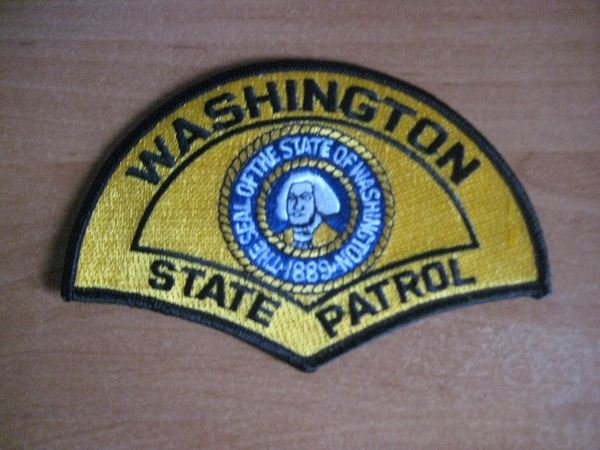 WASHINGTON
THE SEAL OF THE STATE OF WASHINGTON
1889
STATE PATROL